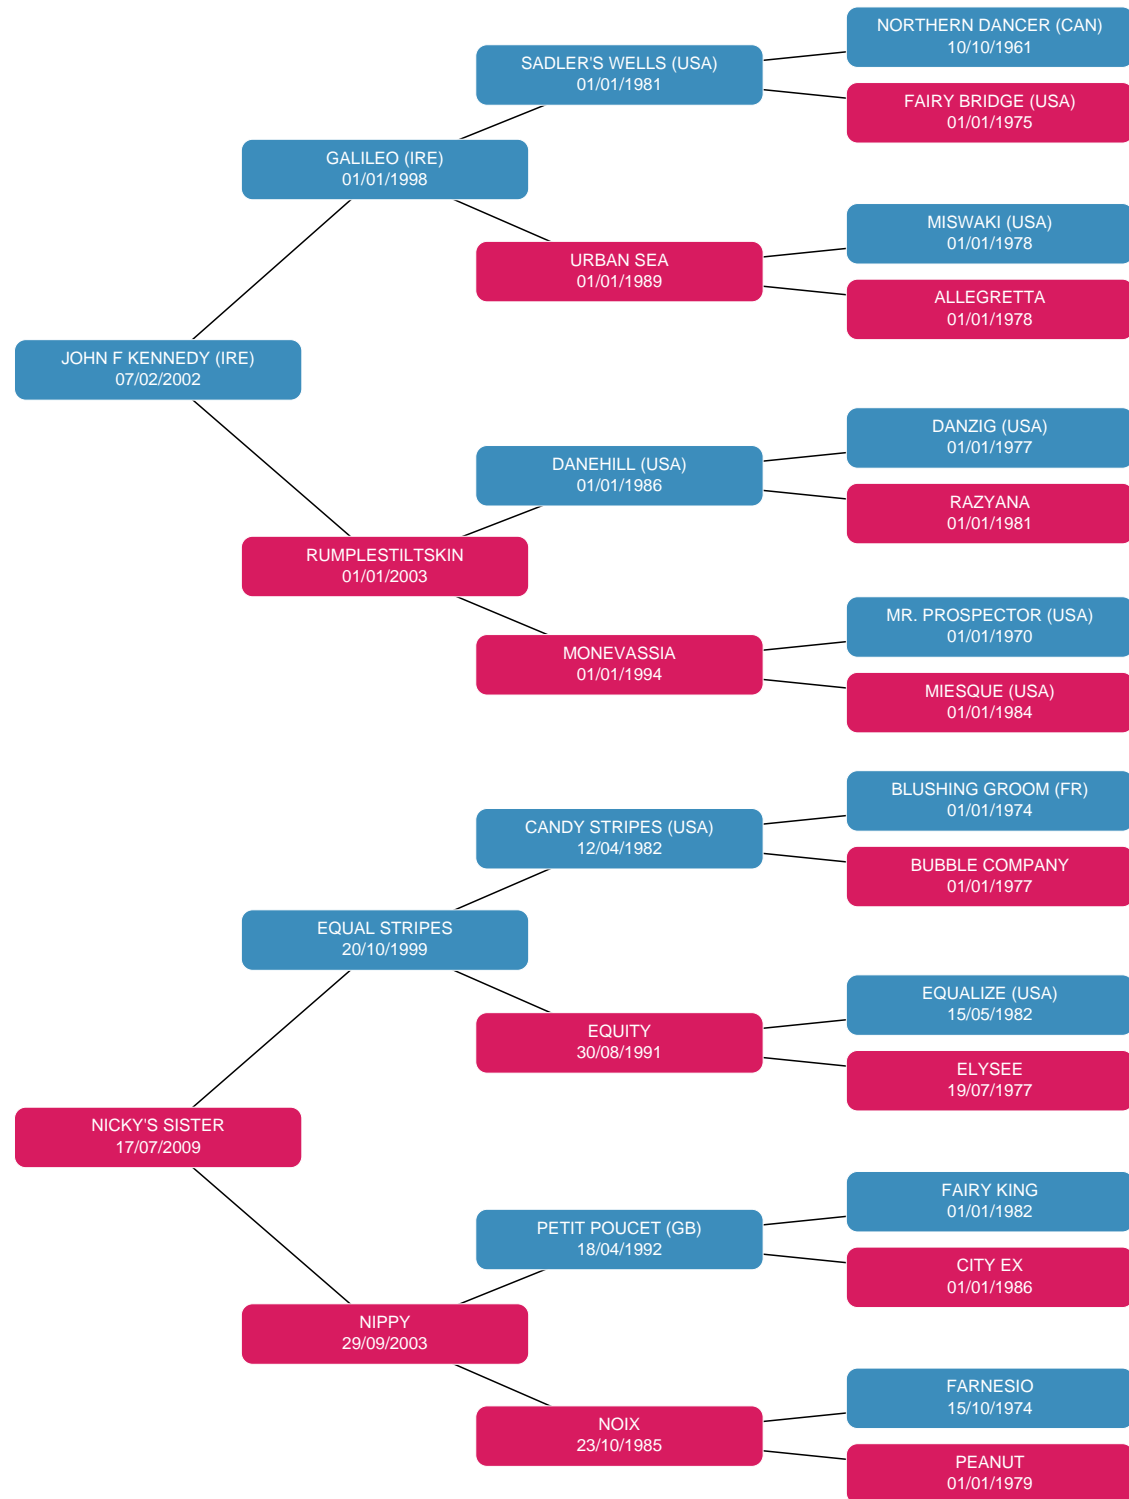 NORTHERN DANCER (CAN)
10/10/1961
SADLER'S WELLS (USA)
01/01/1981
FAIRY BRIDGE (USA)
01/01/1975
GALILEO (IRE)
01/01/1998
MISWAKI (USA)
01/01/1978
URBAN SEA
01/01/1989
ALLEGRETTA
01/01/1978
JOHN F KENNEDY (IRE)
07/02/2002
DANZIG (USA)
01/01/1977
DANEHILL (USA)
01/01/1986
RAZYANA
01/01/1981
RUMPLESTILTSKIN
01/01/2003
MR. PROSPECTOR (USA)
01/01/1970
MONEVASSIA
01/01/1994
MIESQUE (USA)
01/01/1984
BLUSHING GROOM (FR)
01/01/1974
CANDY STRIPES (USA)
12/04/1982
BUBBLE COMPANY
01/01/1977
EQUAL STRIPES
20/10/1999
EQUALIZE (USA)
15/05/1982
EQUITY
30/08/1991
ELYSEE
19/07/1977
NICKY'S SISTER
17/07/2009
FAIRY KING
01/01/1982
PETIT POUCET (GB)
18/04/1992
CITY EX
01/01/1986
NIPPY
29/09/2003
FARNESIO
15/10/1974
NOIX
23/10/1985
PEANUT
01/01/1979